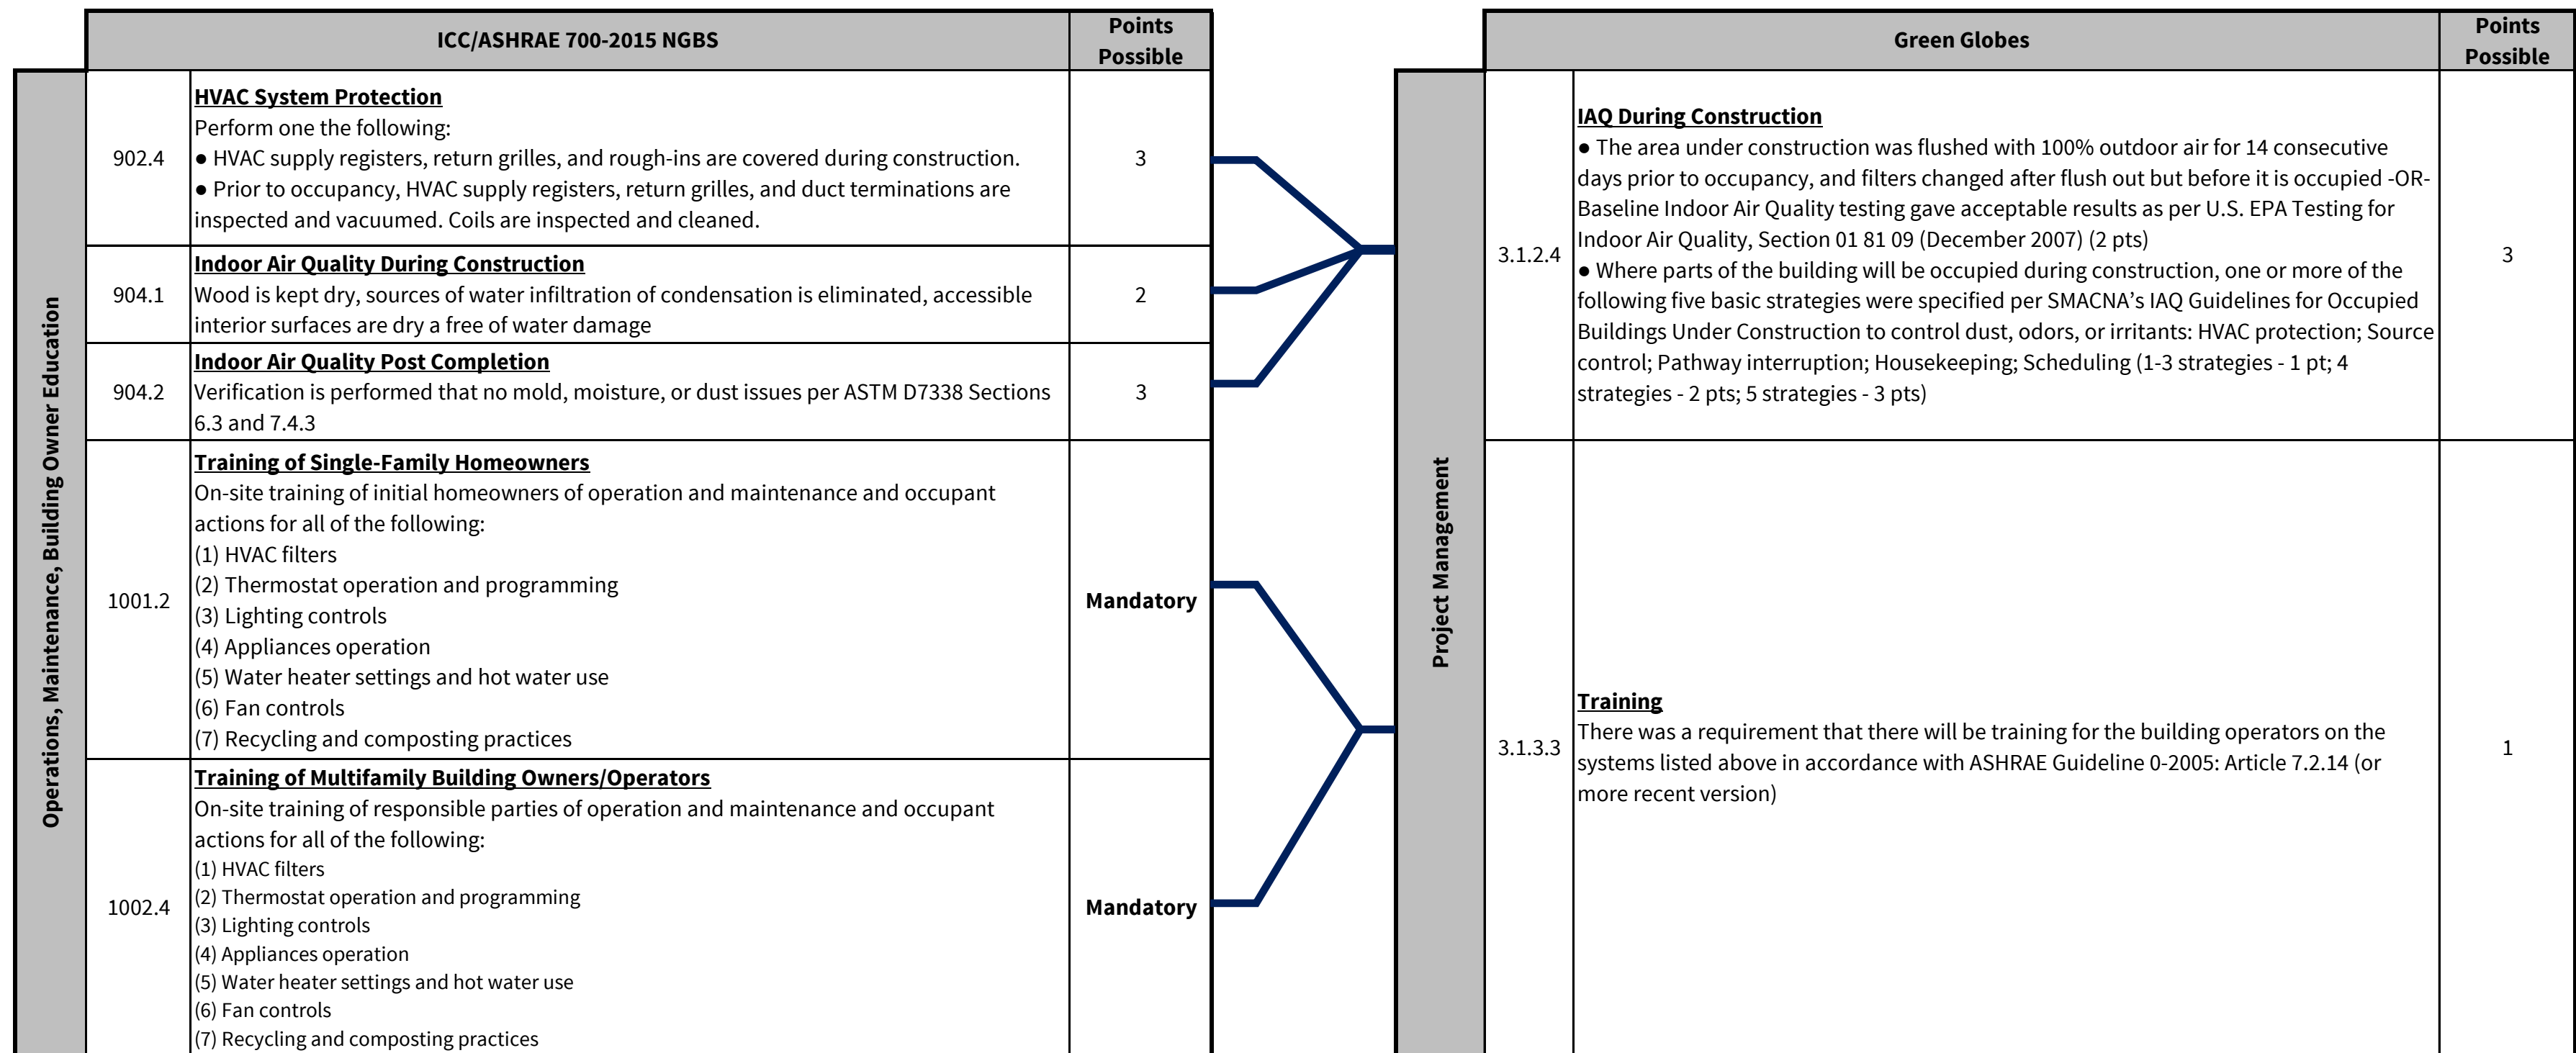 ICC/ASHRAE 700-2015 NGBS
Points
Possible
Operations, Maintenance, Building Owner Education
902.4
HVAC System Protection
Perform one the following:
● HVAC supply registers, return grilles, and rough-ins are covered during construction.
● Prior to occupancy, HVAC supply registers, return grilles, and duct terminations are
inspected and vacuumed. Coils are inspected and cleaned.
3
904.1
Indoor Air Quality During Construction
Wood is kept dry, sources of water infiltration of condensation is eliminated, accessible
interior surfaces are dry a free of water damage
2
904.2
Indoor Air Quality Post Completion
Verification is performed that no mold, moisture, or dust issues per ASTM D7338 Sections
6.3 and 7.4.3
3
1001.2
Training of Single-Family Homeowners
On-site training of initial homeowners of operation and maintenance and occupant
actions for all of the following:
(1) HVAC filters
(2) Thermostat operation and programming
(3) Lighting controls
(4) Appliances operation
(5) Water heater settings and hot water use
(6) Fan controls
(7) Recycling and composting practices
Mandatory
1002.4
Training of Multifamily Building Owners/Operators
On-site training of responsible parties of operation and maintenance and occupant
actions for all of the following:
(1) HVAC filters
(2) Thermostat operation and programming
(3) Lighting controls
(4) Appliances operation
(5) Water heater settings and hot water use
(6) Fan controls
(7) Recycling and composting practices
Mandatory
Green Globes
Points
Possible
Project Management
3.1.2.4
IAQ During Construction
● The area under construction was flushed with 100% outdoor air for 14 consecutive
days prior to occupancy, and filters changed after flush out but before it is occupied -OR-
Baseline Indoor Air Quality testing gave acceptable results as per U.S. EPA Testing for
Indoor Air Quality, Section 01 81 09 (December 2007) (2 pts)
● Where parts of the building will be occupied during construction, one or more of the
following five basic strategies were specified per SMACNA’s IAQ Guidelines for Occupied
Buildings Under Construction to control dust, odors, or irritants: HVAC protection; Source
control; Pathway interruption; Housekeeping; Scheduling (1-3 strategies - 1 pt; 4
strategies - 2 pts; 5 strategies - 3 pts)
3
3.1.3.3
Training
There was a requirement that there will be training for the building operators on the
systems listed above in accordance with ASHRAE Guideline 0-2005: Article 7.2.14 (or
more recent version)
1